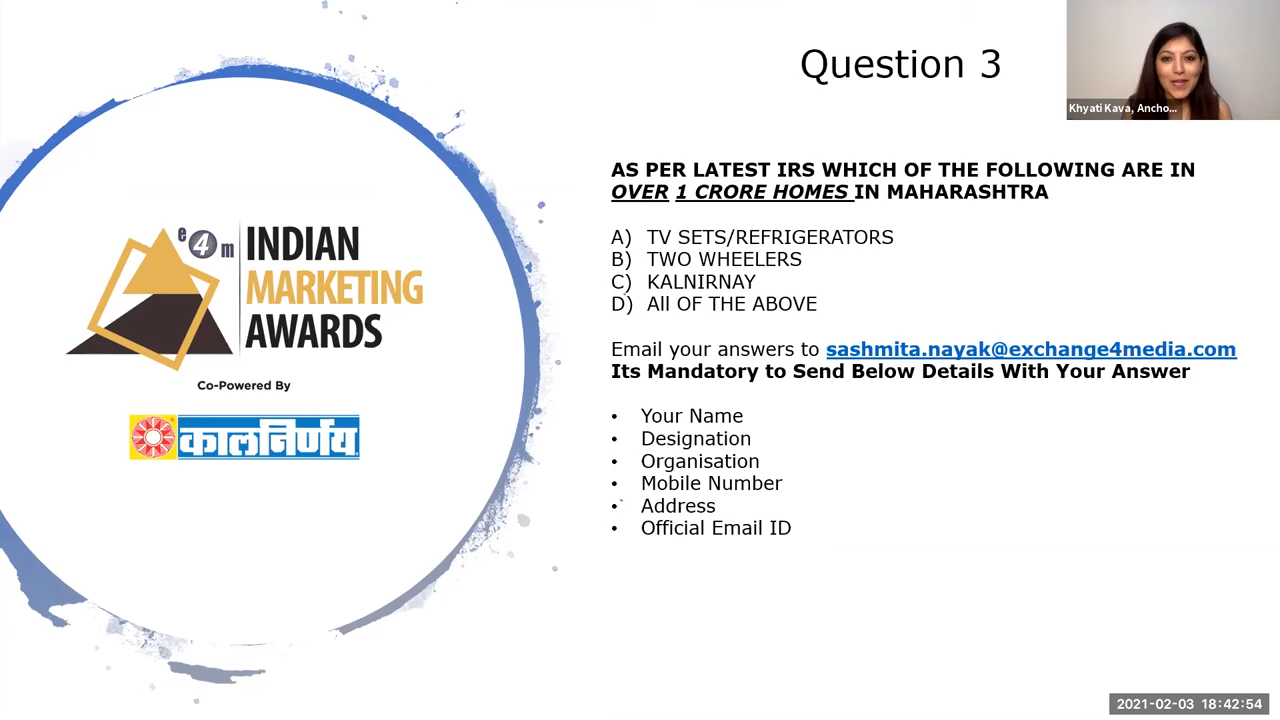 Question 3
Khyati Kava, Ancho...
AS PER LATEST IRS WHICH OF THE FOLLOWING ARE IN
OVER 1 CRORE HOMES IN MAHARASHTRA
A) TV SETS/REFRIGERATORS
B) TWO WHEELERS
C) KALNIRNAY
D) All OF THE ABOVE
Email your answers to sashmita.nayak@exchange4media.com
Its Mandatory to Send Below Details With Your Answer
• Your Name
• Designation
• Organisation
• Mobile Number
• Address
• Official Email ID
e4m
INDIAN
MARKETING
AWARDS
Co-Powered By
कालनिर्णय
2021-02-03 18:42:54